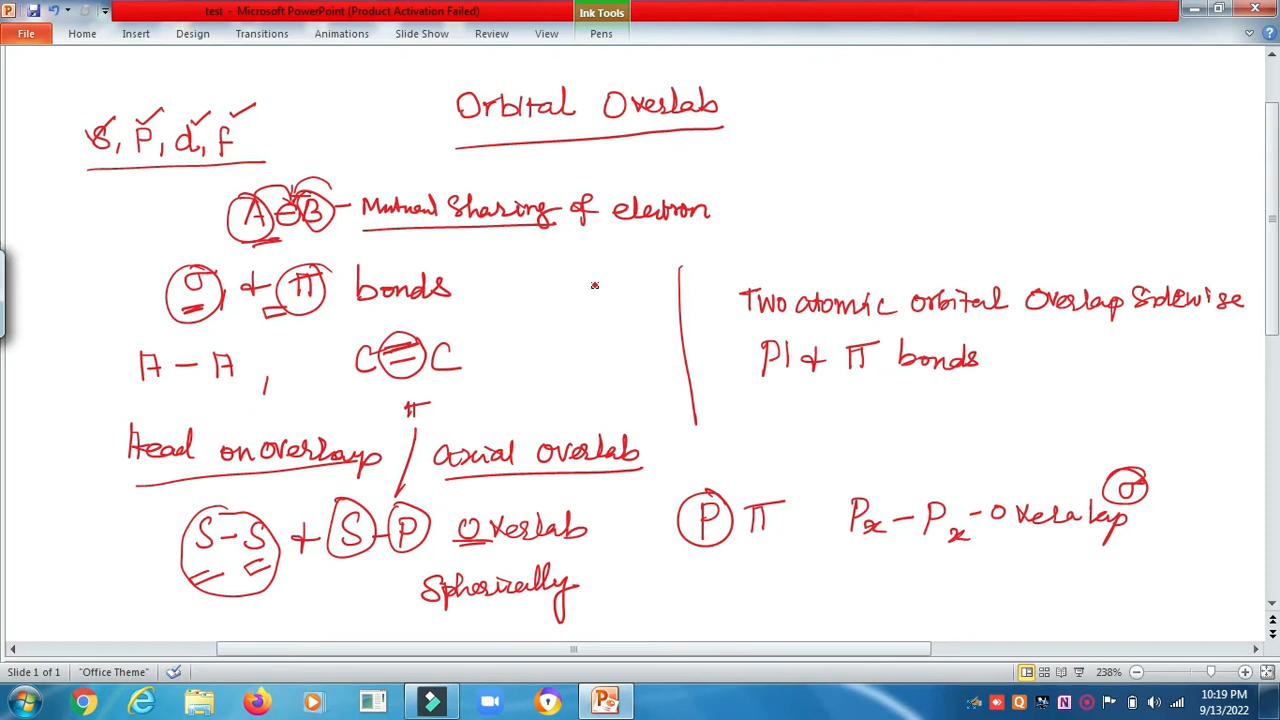 test - Microsoft PowerPoint (Product Activation Failed)
Ink Tools
File Home Insert Design Transitions Animations Slide Show Review View Pens
Orbital Overlab
s, p, d, f
A - B - Mutual Sharing of electron
σ, & π bonds
A - A , C = C
π
Head on overlap axial overlab
S-S + S-P Overlab
Spherically
Two atomic orbital Overlap Sidewise
PI & π bonds
σ
P π Px - Px - Overalap
Slide 1 of 1 "Office Theme" 238%
10:19 PM
9/13/2022